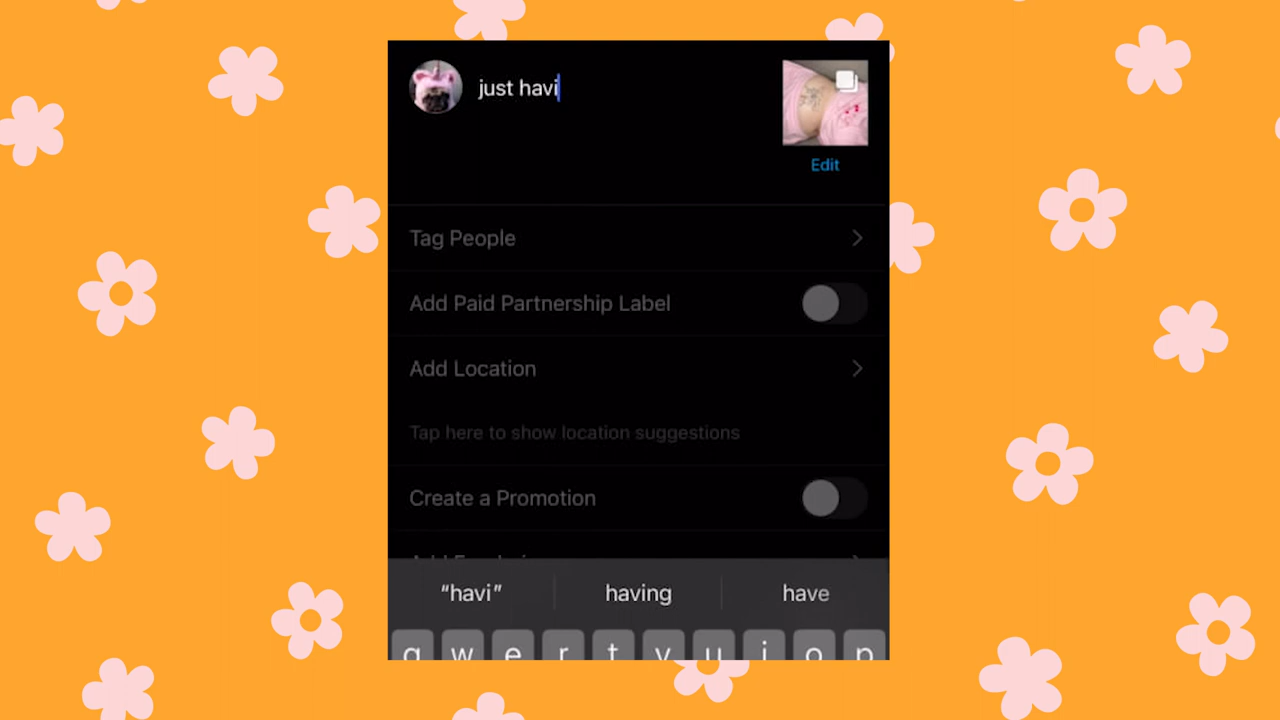 just havi
Edit
Tag People
Add Paid Partnership Label
Add Location
Tap here to show location suggestions
Create a Promotion
"havi" having have
q w e r t y u i o p